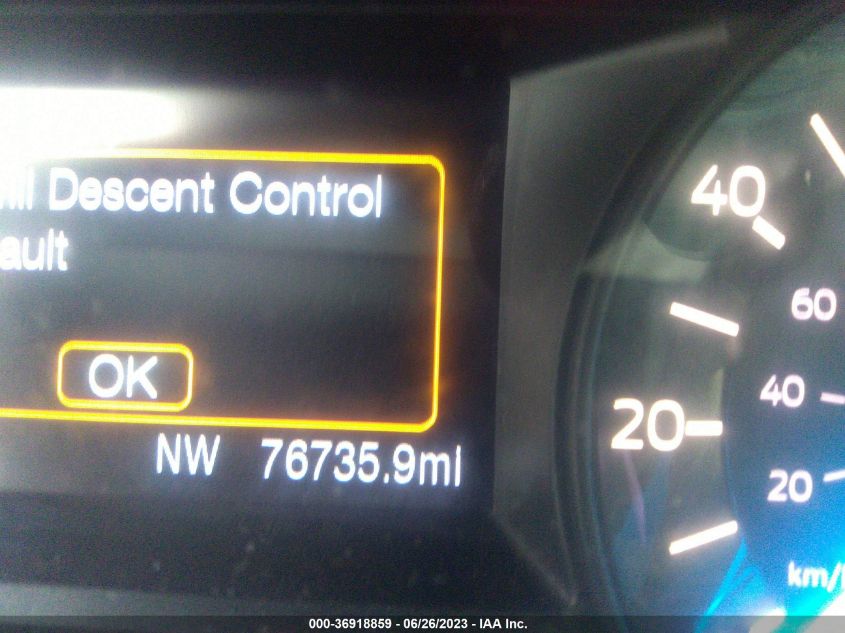 ill Descent Control
ault
OK
NW 76735.9mi
40
20
60
40
20
km/
000-36918859 - 06/26/2023 - IAA Inc.